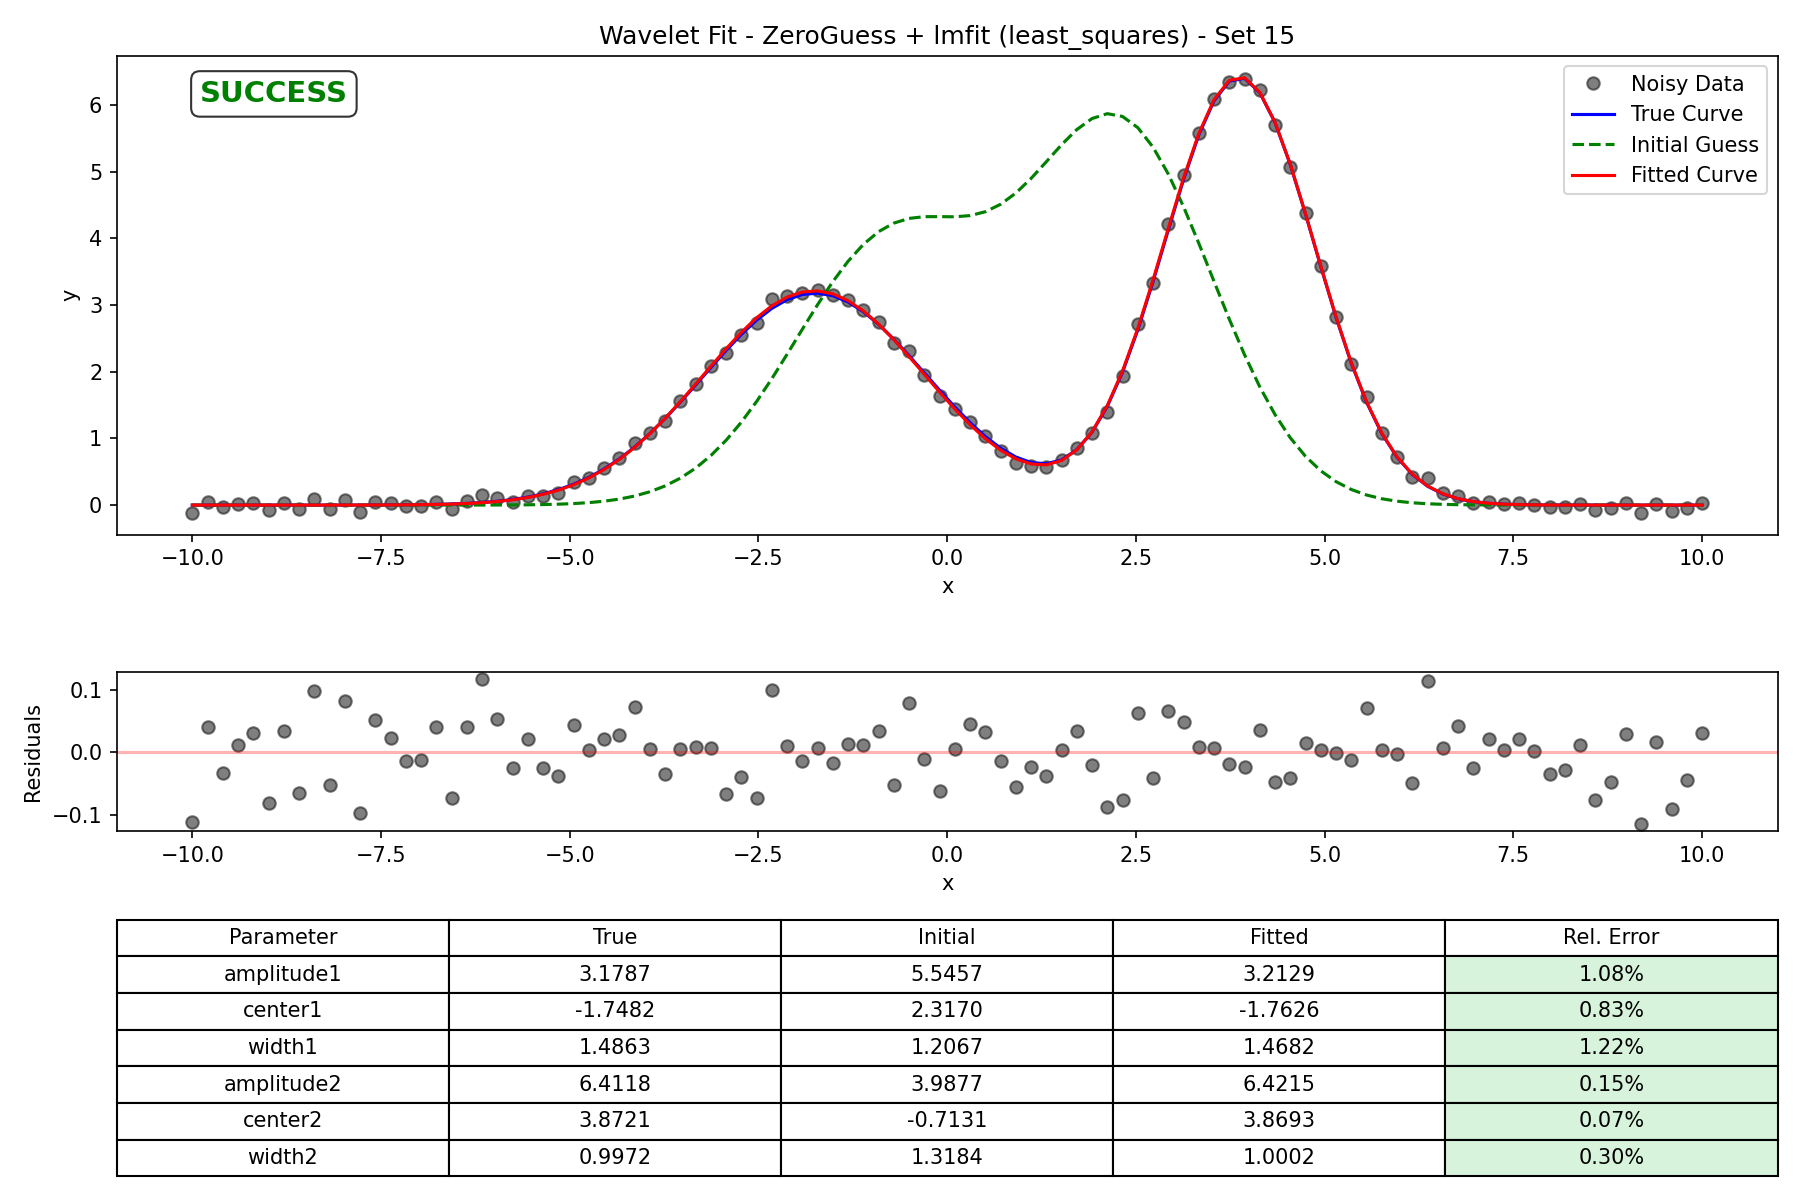 Wavelet Fit - ZeroGuess + lmfit (least_squares) - Set 15
SUCCESS
Noisy Data
True Curve
Initial Guess
Fitted Curve
y
6
5
4
3
2
1
0
−10.0 −7.5 −5.0 −2.5 0.0 2.5 5.0 7.5 10.0
x
Residuals
0.1
0.0
−0.1
−10.0 −7.5 −5.0 −2.5 0.0 2.5 5.0 7.5 10.0
x
Parameter True Initial Fitted Rel. Error
amplitude1 3.1787 5.5457 3.2129 1.08%
center1 -1.7482 2.3170 -1.7626 0.83%
width1 1.4863 1.2067 1.4682 1.22%
amplitude2 6.4118 3.9877 6.4215 0.15%
center2 3.8721 -0.7131 3.8693 0.07%
width2 0.9972 1.3184 1.0002 0.30%